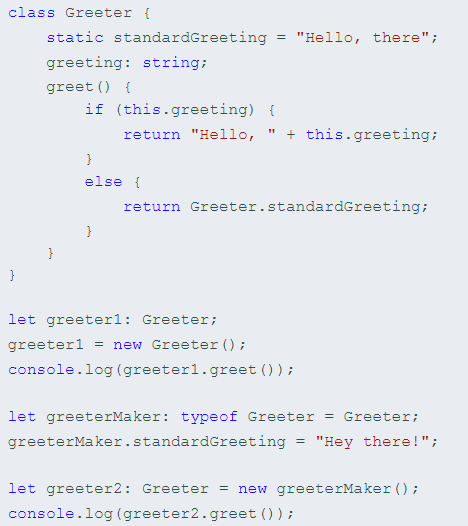 class Greeter {
    static standardGreeting = "Hello, there";
    greeting: string;
    greet() {
        if (this.greeting) {
            return "Hello, " + this.greeting;
        }
        else {
            return Greeter.standardGreeting;
        }
    }
}

let greeter1: Greeter;
greeter1 = new Greeter();
console.log(greeter1.greet());

let greeterMaker: typeof Greeter = Greeter;
greeterMaker.standardGreeting = "Hey there!";

let greeter2: Greeter = new greeterMaker();
console.log(greeter2.greet());